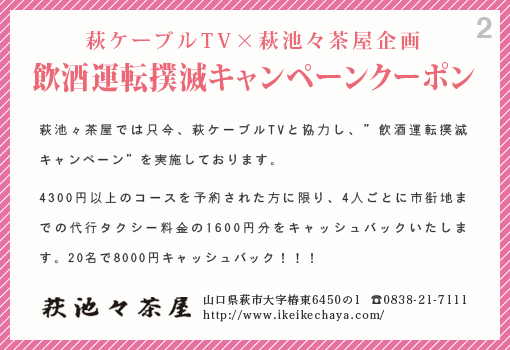 2
萩ケーブルTV×萩池々茶屋企画
飲酒運転撲滅キャンペーンクーポン
萩池々茶屋では只今、萩ケーブルTVと協力し、”飲酒運転撲滅
キャンペーン”を実施しております。
4300円以上のコースを予約された方に限り、4人ごとに市街地ま
での代行タクシー料金の1600円分をキャッシュバックいたしま
す。20名で8000円キャッシュバック！！！
萩池々茶屋 山口県萩市大字椿東6450の1 ☎0838-21-7111
http://www.ikeikechaya.com/